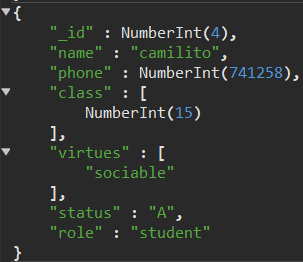 {
"_id" : NumberInt(4),
"name" : "camilito",
"phone" : NumberInt(741258),
"class" : [
NumberInt(15)
],
"virtues" : [
"sociable"
],
"status" : "A",
"role" : "student"
}